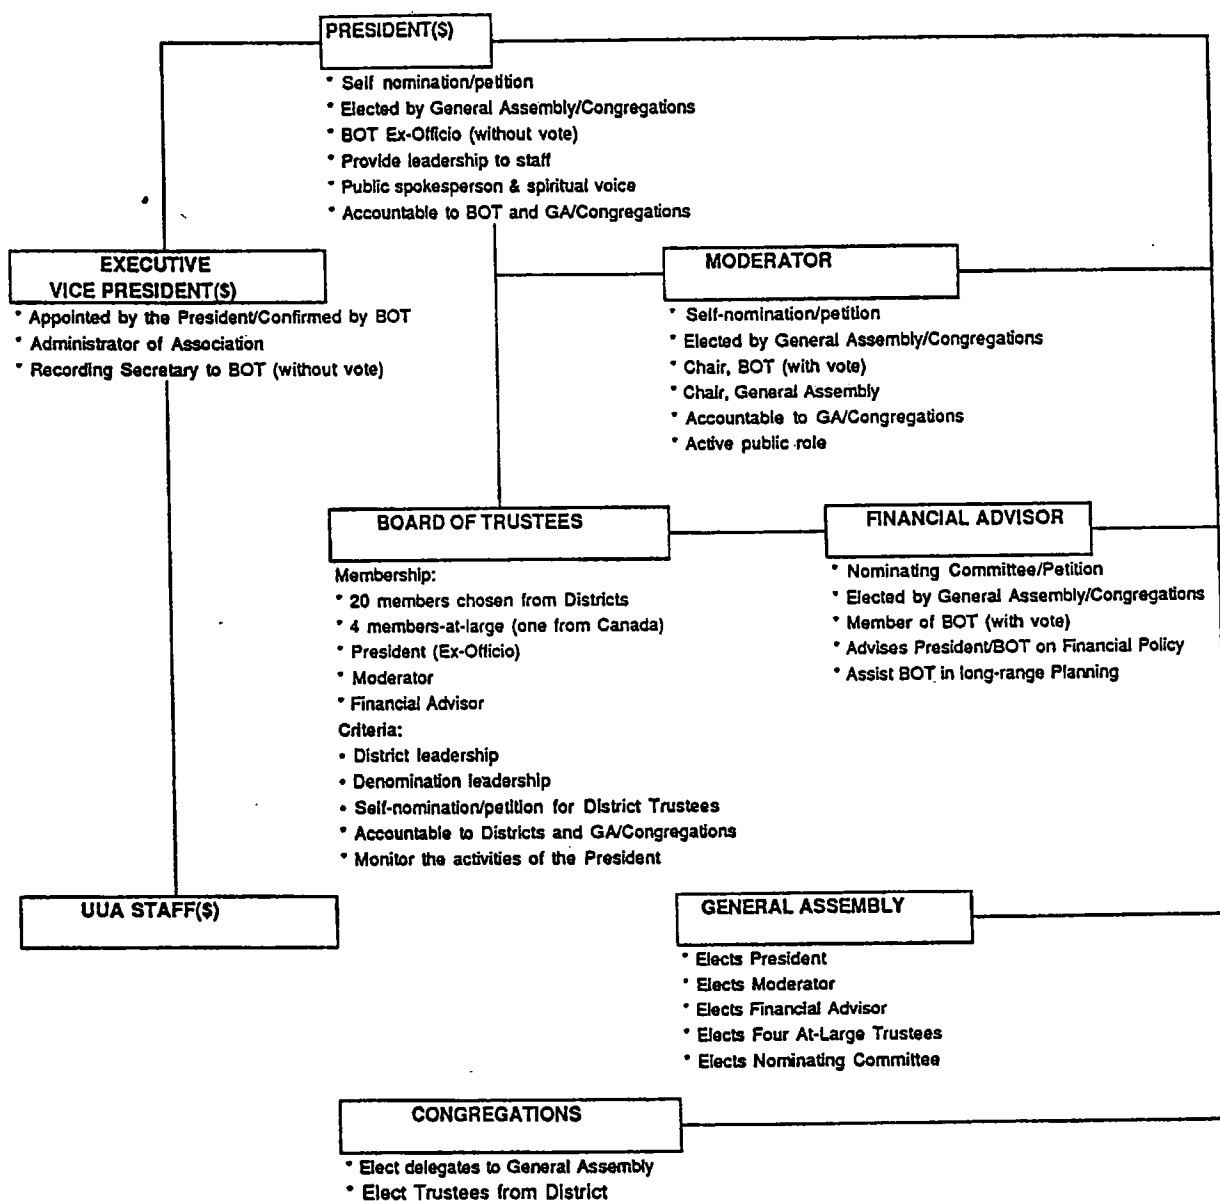 PRESIDENT($)
* Self nomination/petition
* Elected by General Assembly/Congregations
* BOT Ex-Officio (without vote)
* Provide leadership to staff
* Public spokesperson & spiritual voice
* Accountable to BOT and GA/Congregations
EXECUTIVE
VICE PRESIDENT($)
* Appointed by the President/Confirmed by BOT
* Administrator of Association
* Recording Secretary to BOT (without vote)
MODERATOR
* Self-nomination/petition
* Elected by General Assembly/Congregations
* Chair, BOT (with vote)
* Chair, General Assembly
* Accountable to GA/Congregations
* Active public role
BOARD OF TRUSTEES
Membership:
* 20 members chosen from Districts
* 4 members-at-large (one from Canada)
* President (Ex-Officio)
* Moderator
* Financial Advisor
Criteria:
• District leadership
• Denomination leadership
• Self-nomination/petition for District Trustees
* Accountable to Districts and GA/Congregations
* Monitor the activities of the President
FINANCIAL ADVISOR
* Nominating Committee/Petition
* Elected by General Assembly/Congregations
* Member of BOT (with vote)
* Advises President/BOT on Financial Policy
* Assist BOT in long-range Planning
UUA STAFF($)
GENERAL ASSEMBLY
* Elects President
* Elects Moderator
* Elects Financial Advisor
* Elects Four At-Large Trustees
* Elects Nominating Committee
CONGREGATIONS
* Elect delegates to General Assembly
* Elect Trustees from District